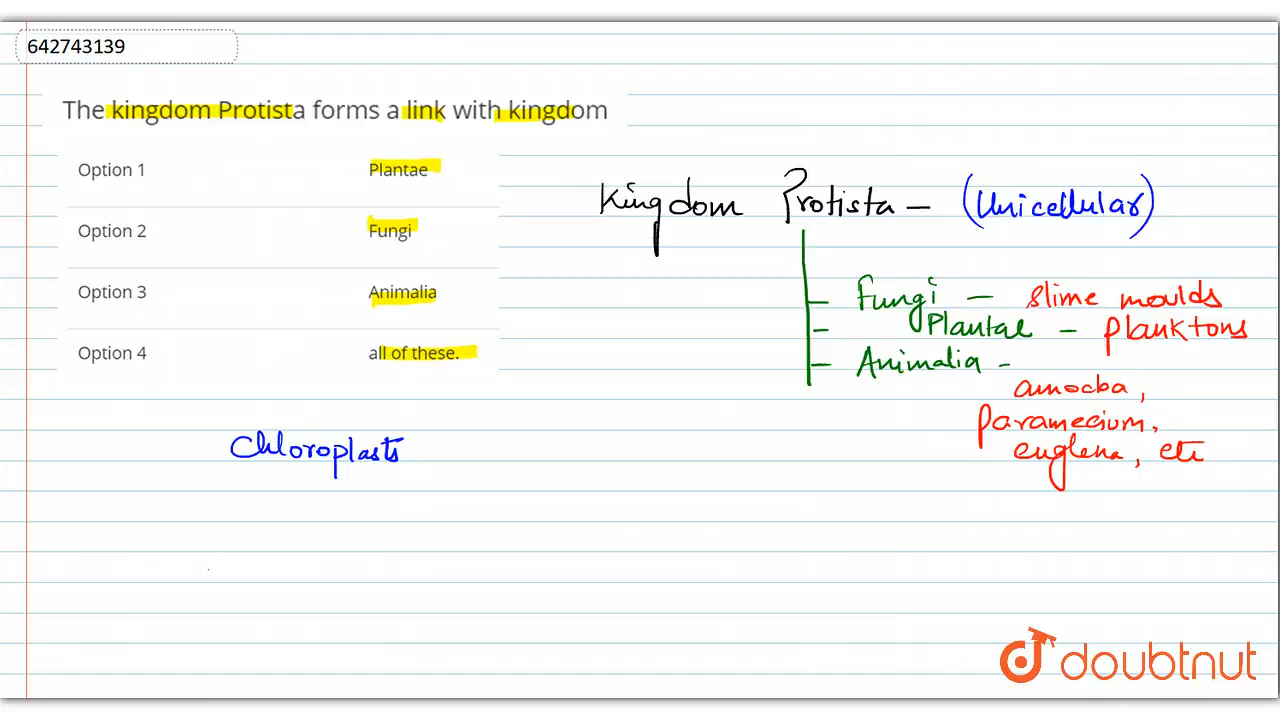 642743139
The kingdom Protista forms a link with kingdom
Option 1 Plantae
Option 2 Fungi
Option 3 Animalia
Option 4 all of these.
Kingdom Protista – (Unicellular)
Fungi – slime moulds
Plantae – planktons
Animalia –
amoeba,
paramecium,
euglena, etc
Chloroplasts
doubtnut